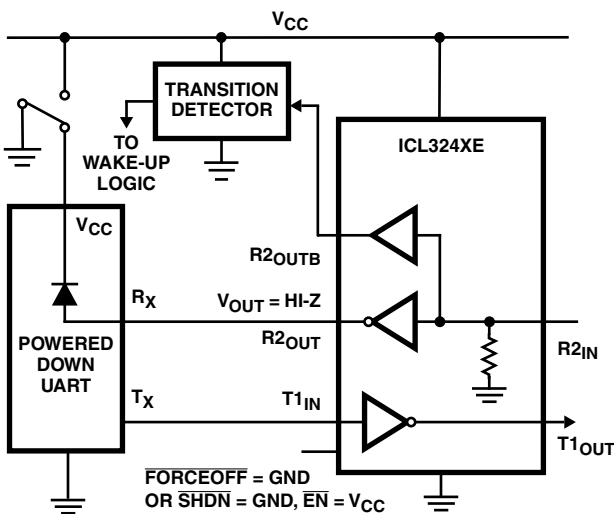 VCC
TRANSITION
DETECTOR
TO
WAKE-UP
LOGIC
ICL324XE
VCC
R2OUTB
RX
VOUT = HI-Z
POWERED
DOWN
UART
R2OUT
R2IN
TX
T1IN
T1OUT
FORCEOFF = GND
OR SHDN = GND, EN = VCC